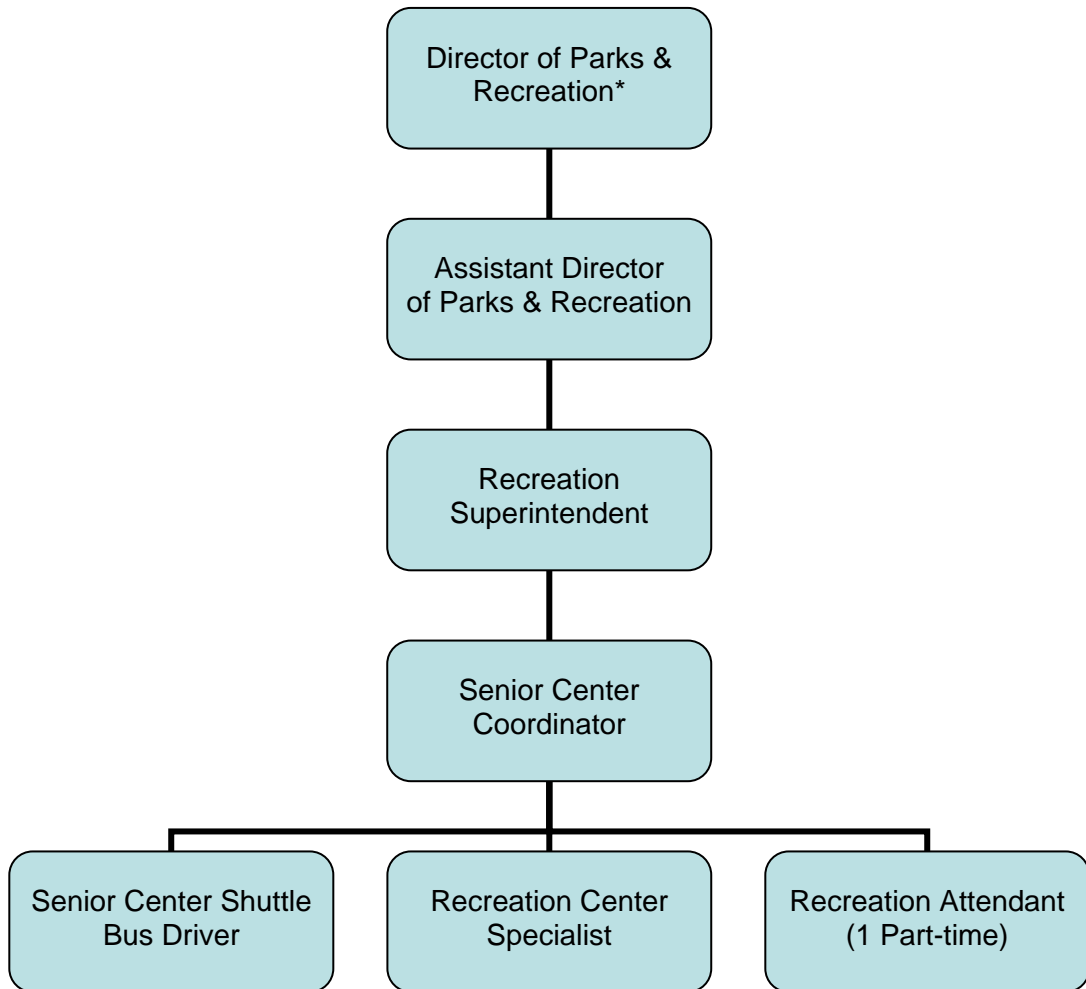 Director of Parks &
Recreation*
Assistant Director
of Parks & Recreation
Recreation
Superintendent
Senior Center
Coordinator
Senior Center Shuttle
Bus Driver
Recreation Center
Specialist
Recreation Attendant
(1 Part-time)